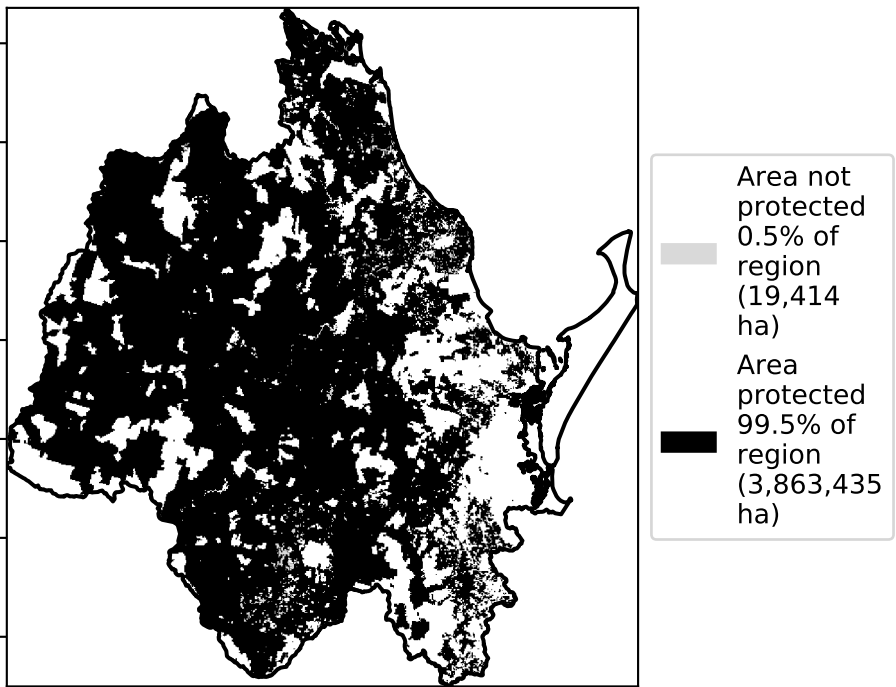 Area not
protected
0.5% of
region
(19,414
ha)
Area
protected
99.5% of
region
(3,863,435
ha)